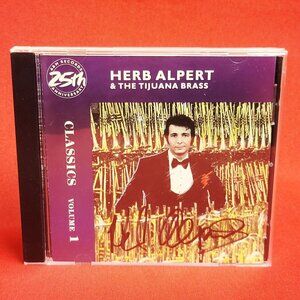 A&M RECORDS
25th
ANNIVERSARY
HERB ALPERT
& THE TIJUANA BRASS
CLASSICS VOLUME 1